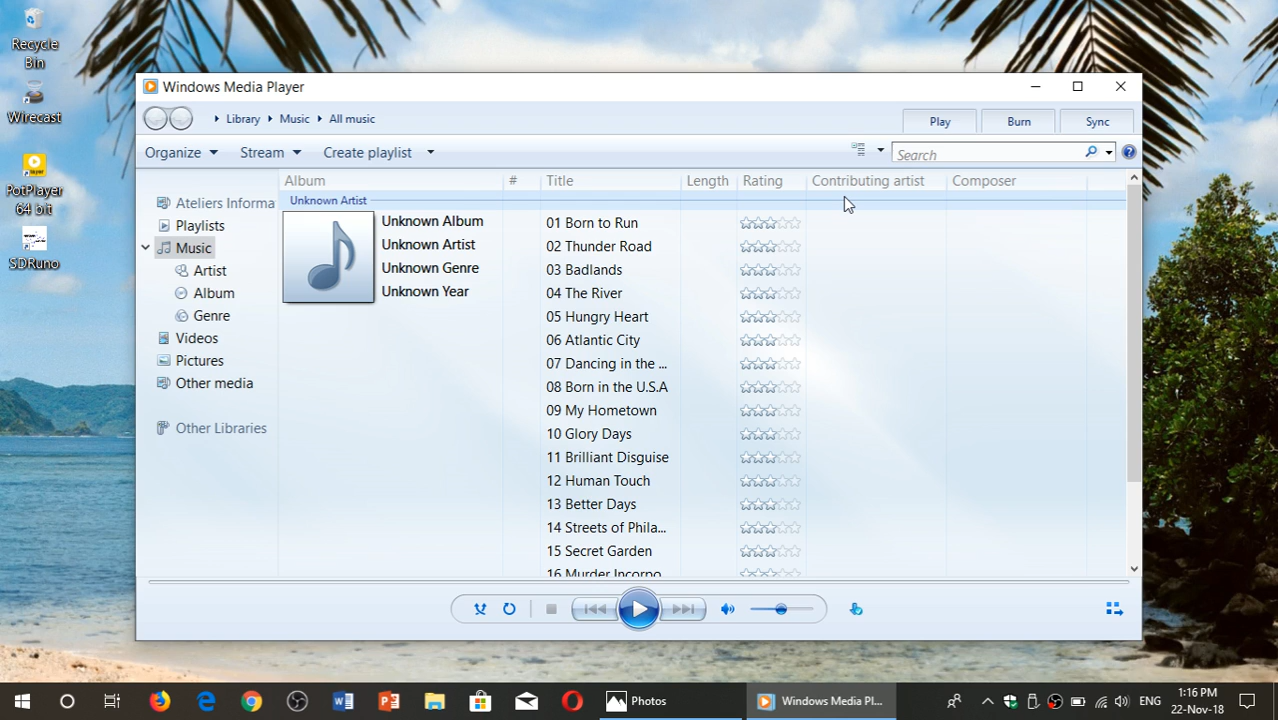 Recycle
Bin
Wirecast
PotPlayer
64 bit
SDRuno
Windows Media Player
Library
Music
All music
Play
Burn
Sync
Organize
Stream
Create playlist
Search
Ateliers Informa
Playlists
Music
Artist
Album
Genre
Videos
Pictures
Other media
Other Libraries
Album
#
Title
Length
Rating
Contributing artist
Composer
Unknown Artist
Unknown Album
Unknown Artist
Unknown Genre
Unknown Year
01 Born to Run
02 Thunder Road
03 Badlands
04 The River
05 Hungry Heart
06 Atlantic City
07 Dancing in the ...
08 Born in the U.S.A
09 My Hometown
10 Glory Days
11 Brilliant Disguise
12 Human Touch
13 Better Days
14 Streets of Phila...
15 Secret Garden
16 Murder Incorpo
Photos
Windows Media Pl...
ENG
1:16 PM
22-Nov-18